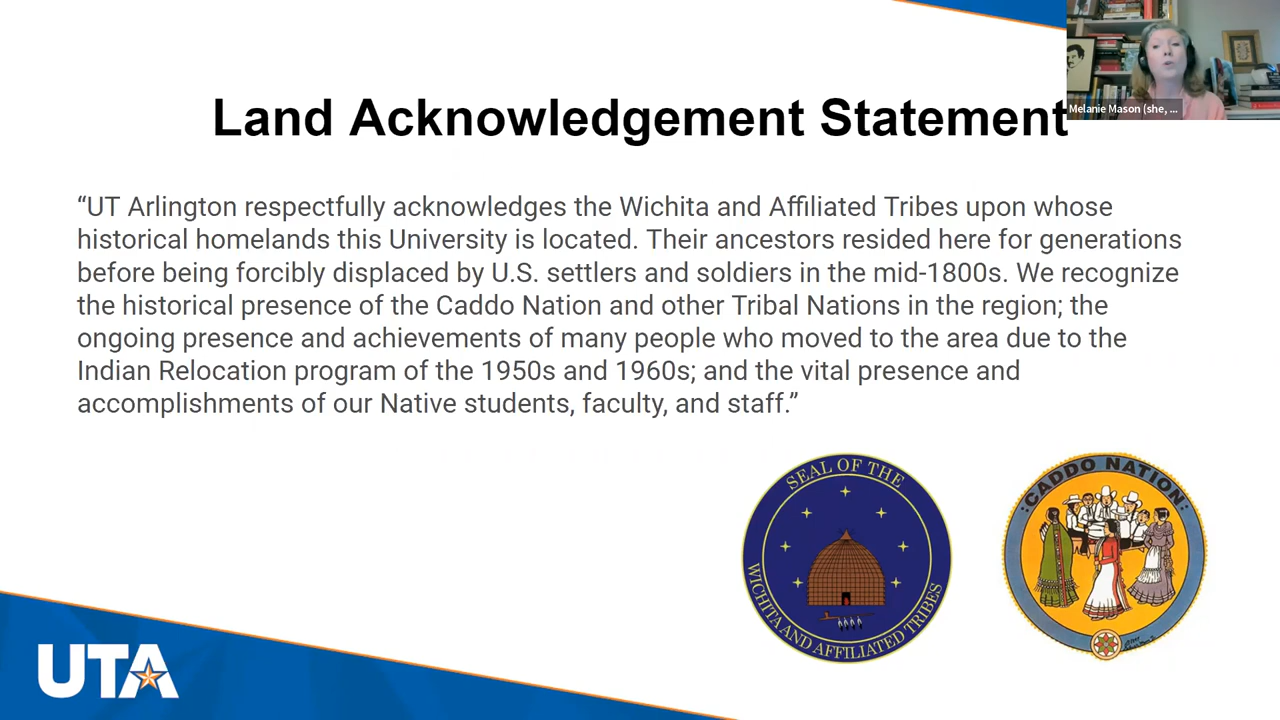 Land Acknowledgement Statement
Melanie Mason (she, ...
“UT Arlington respectfully acknowledges the Wichita and Affiliated Tribes upon whose
historical homelands this University is located. Their ancestors resided here for generations
before being forcibly displaced by U.S. settlers and soldiers in the mid-1800s. We recognize
the historical presence of the Caddo Nation and other Tribal Nations in the region; the
ongoing presence and achievements of many people who moved to the area due to the
Indian Relocation program of the 1950s and 1960s; and the vital presence and
accomplishments of our Native students, faculty, and staff.”
SEAL OF THE
WICHITA AND AFFILIATED TRIBES
:CADDO NATION:
UTA